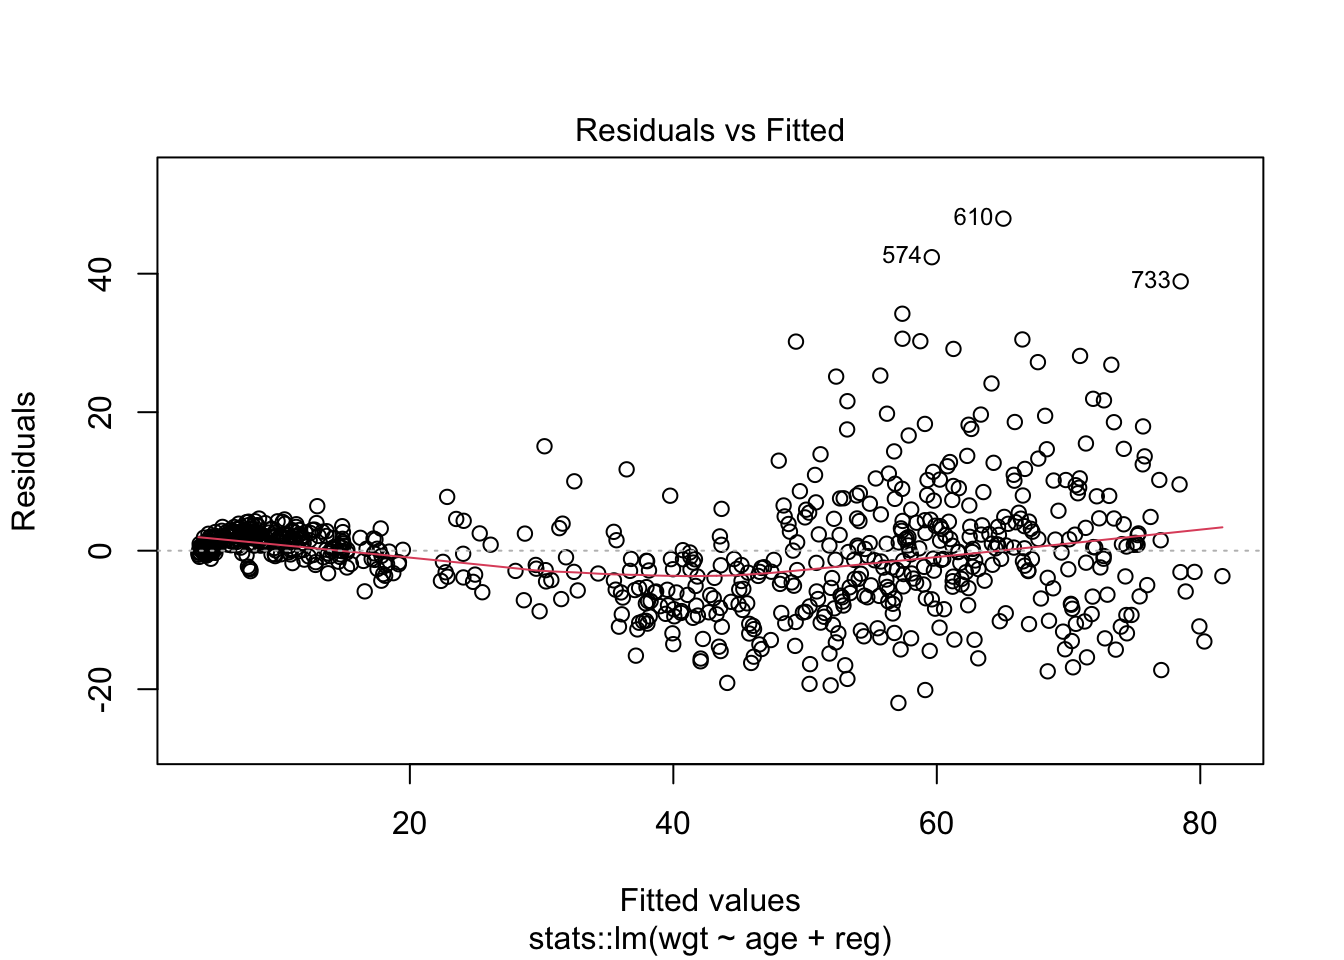 Residuals vs Fitted
610
574
733
Residuals
40
20
0
-20
20 40 60 80
Fitted values
stats::lm(wgt ~ age + reg)